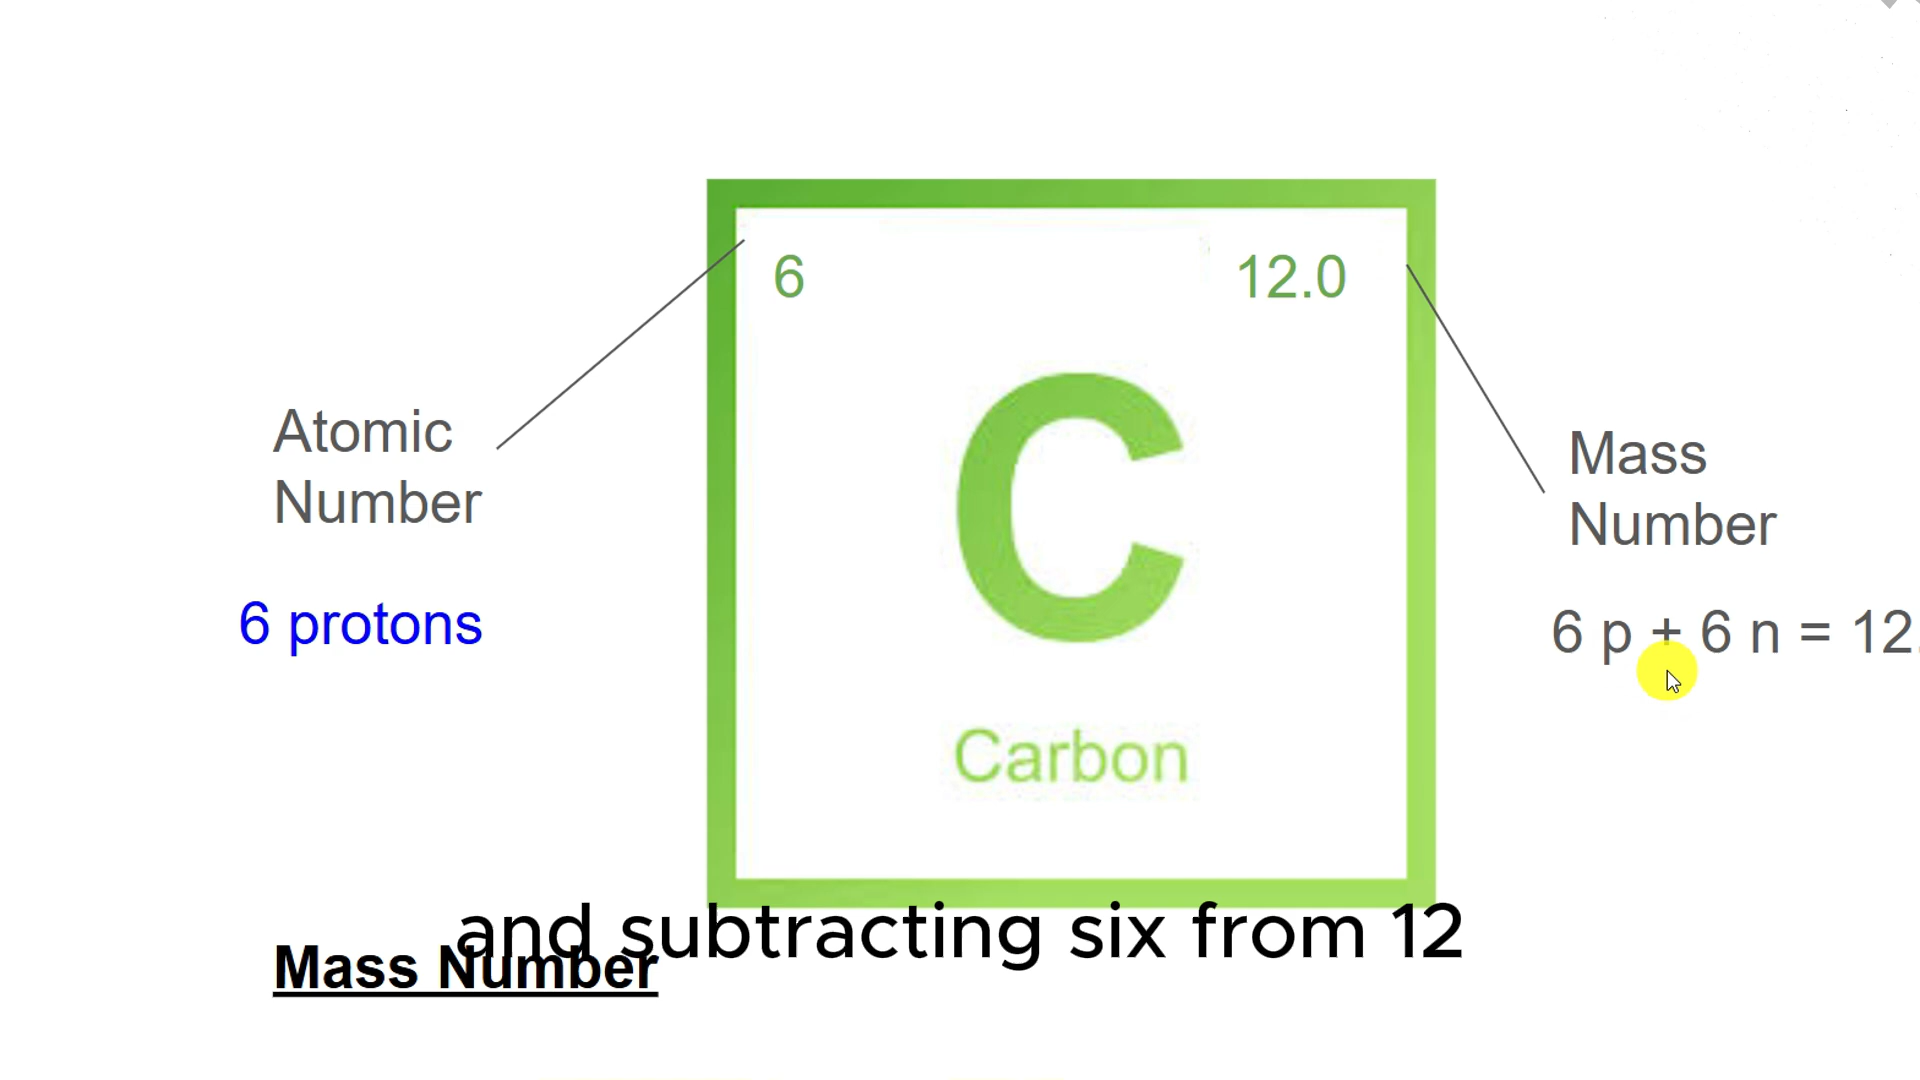 6
12.0
Atomic
Number
C
Mass
Number
6 protons
6 p + 6 n = 12.
Carbon
and subtracting six from 12
Mass Number